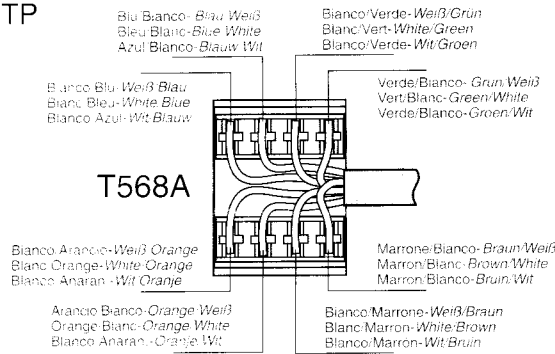 TP
Blu Bianco-Blau Weiß
Bleu Blanc-Blue White
Azul Blanco-Blauw Wit
Bianco/Verde-Weiß/Grün
Blanc/Vert-White/Green
Blanco/Verde-Wit/Groen
Bianco Blu-Weiß Blau
Blanc Bleu-White Blue
Blanco Azul-Wit Blauw
Verde/Bianco-Grün/Weiß
Vert/Blanc-Green/White
Verde/Blanco-Groen/Wit
T568A
Bianco Arancio-Weiß Orange
Blanc Orange-White Orange
Blanco Anaran.-Wit Oranje
Marrone/Bianco-Braun/Weiß
Marron/Blanc-Brown/White
Marrón/Blanco-Bruin/Wit
Arancio Bianco-Orange Weiß
Orange Blanc-Orange White
Blanco Anaran.-Oranje Wit
Bianco/Marrone-Weiß/Braun
Blanc/Marron-White/Brown
Blanco/Marrón-Wit/Bruin